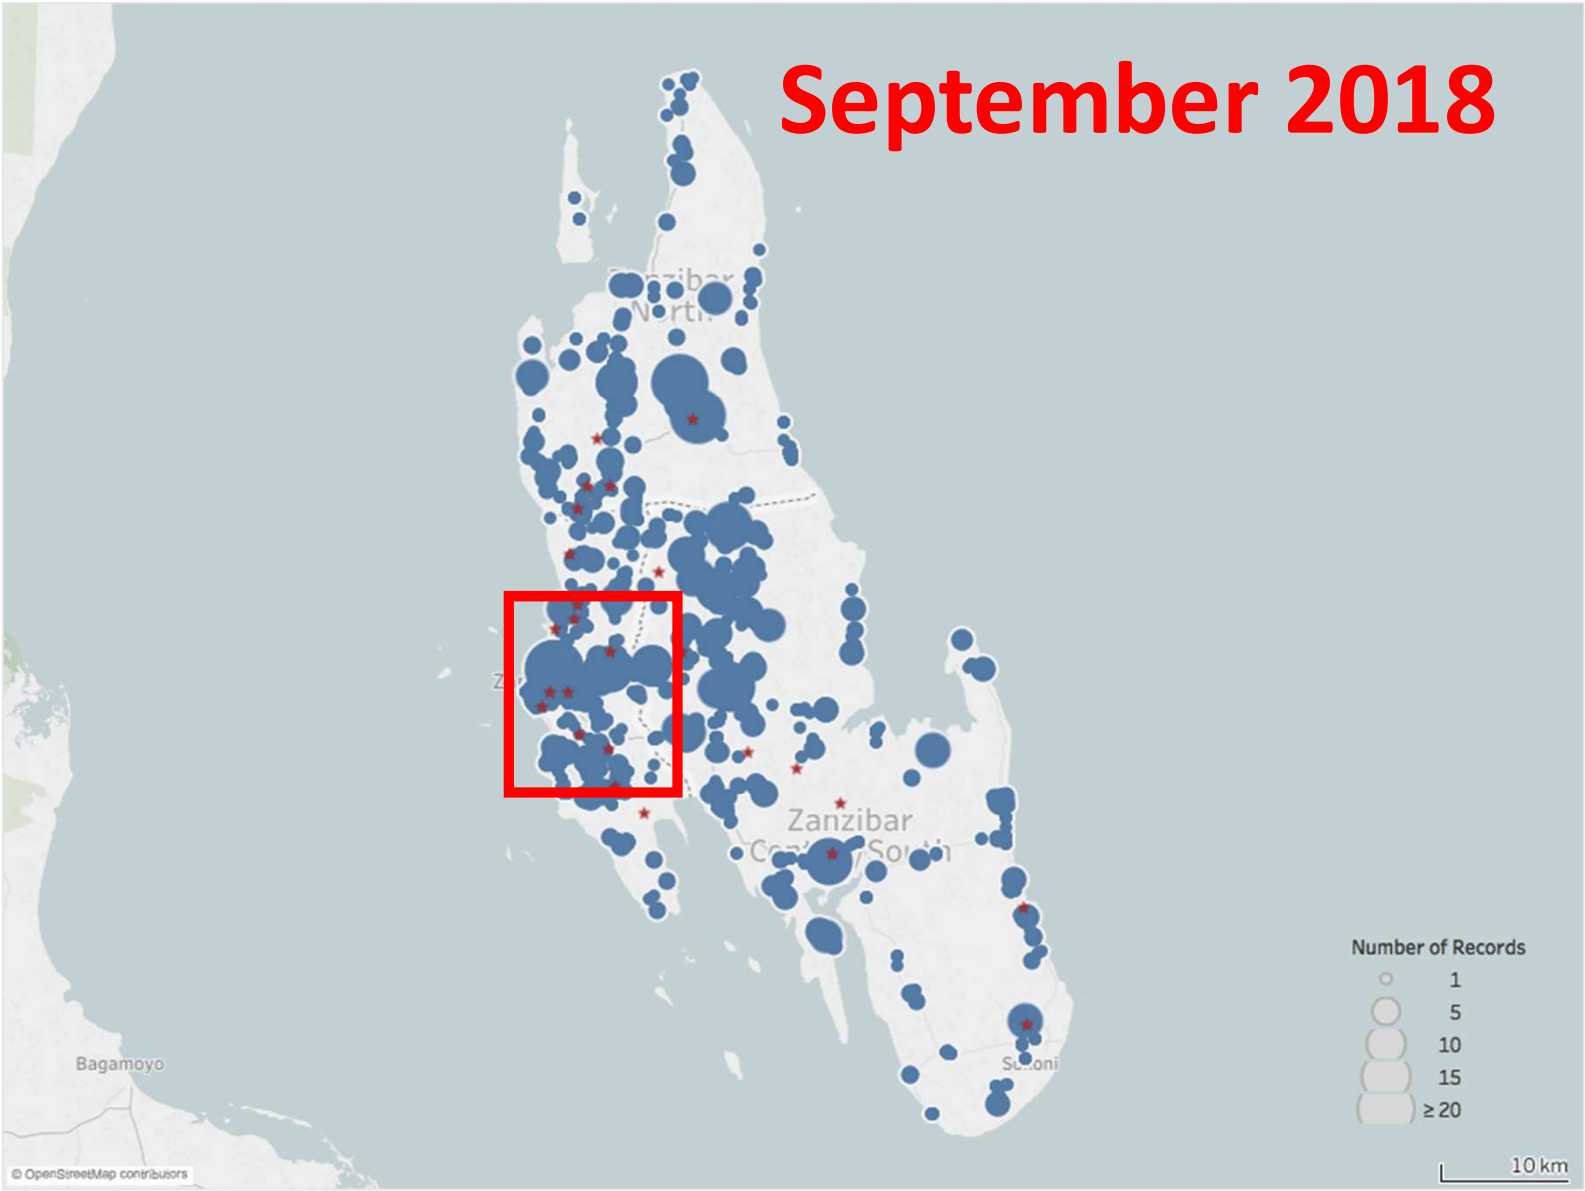 September 2018
Zanzibar
North
Zanzibar
Central/South
Number of Records
1
5
10
15
≥ 20
Bagamoyo
© OpenStreetMap contributors
10 km